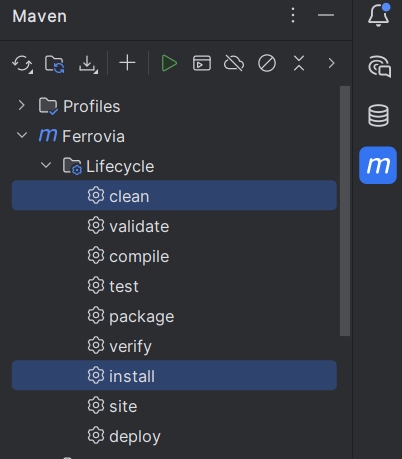 Maven
Profiles
m Ferrovia
Lifecycle
clean
validate
compile
test
package
verify
install
site
deploy
m